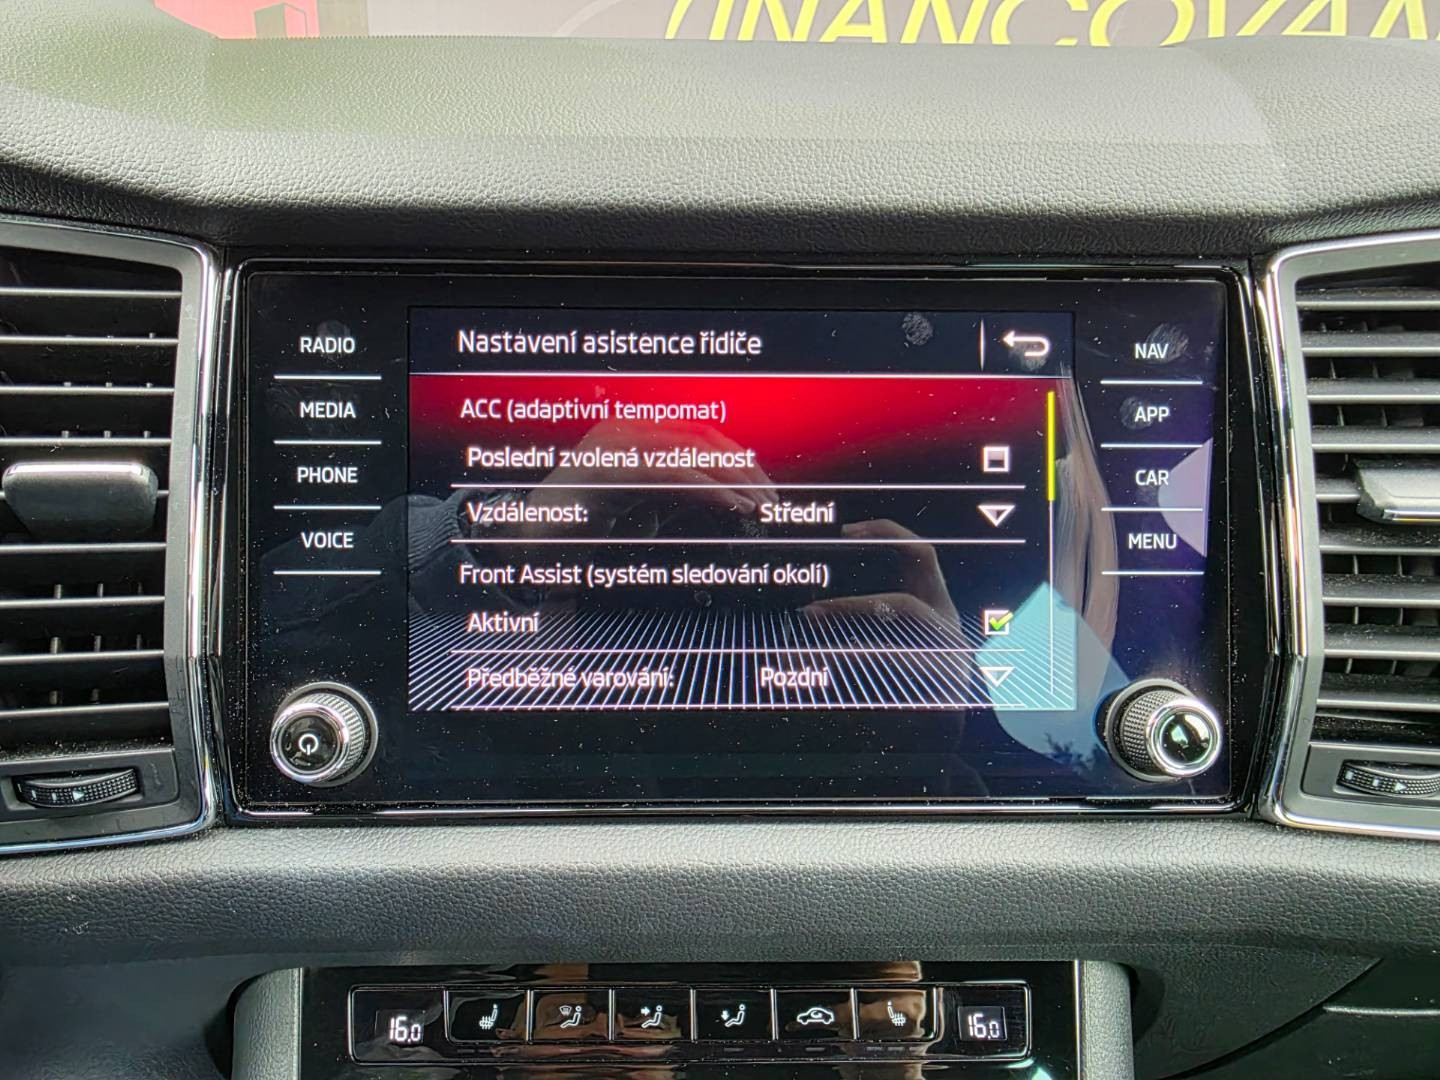 FINANCOVÁN
RADIO
MEDIA
PHONE
VOICE
Nastavení asistence řidiče
ACC (adaptivní tempomat)
Poslední zvolená vzdálenost
Vzdálenost: Střední
Front Assist (systém sledování okolí)
Aktivní
Předběžné varování: Pozdní
NAV
APP
CAR
MENU
16.0
16.0